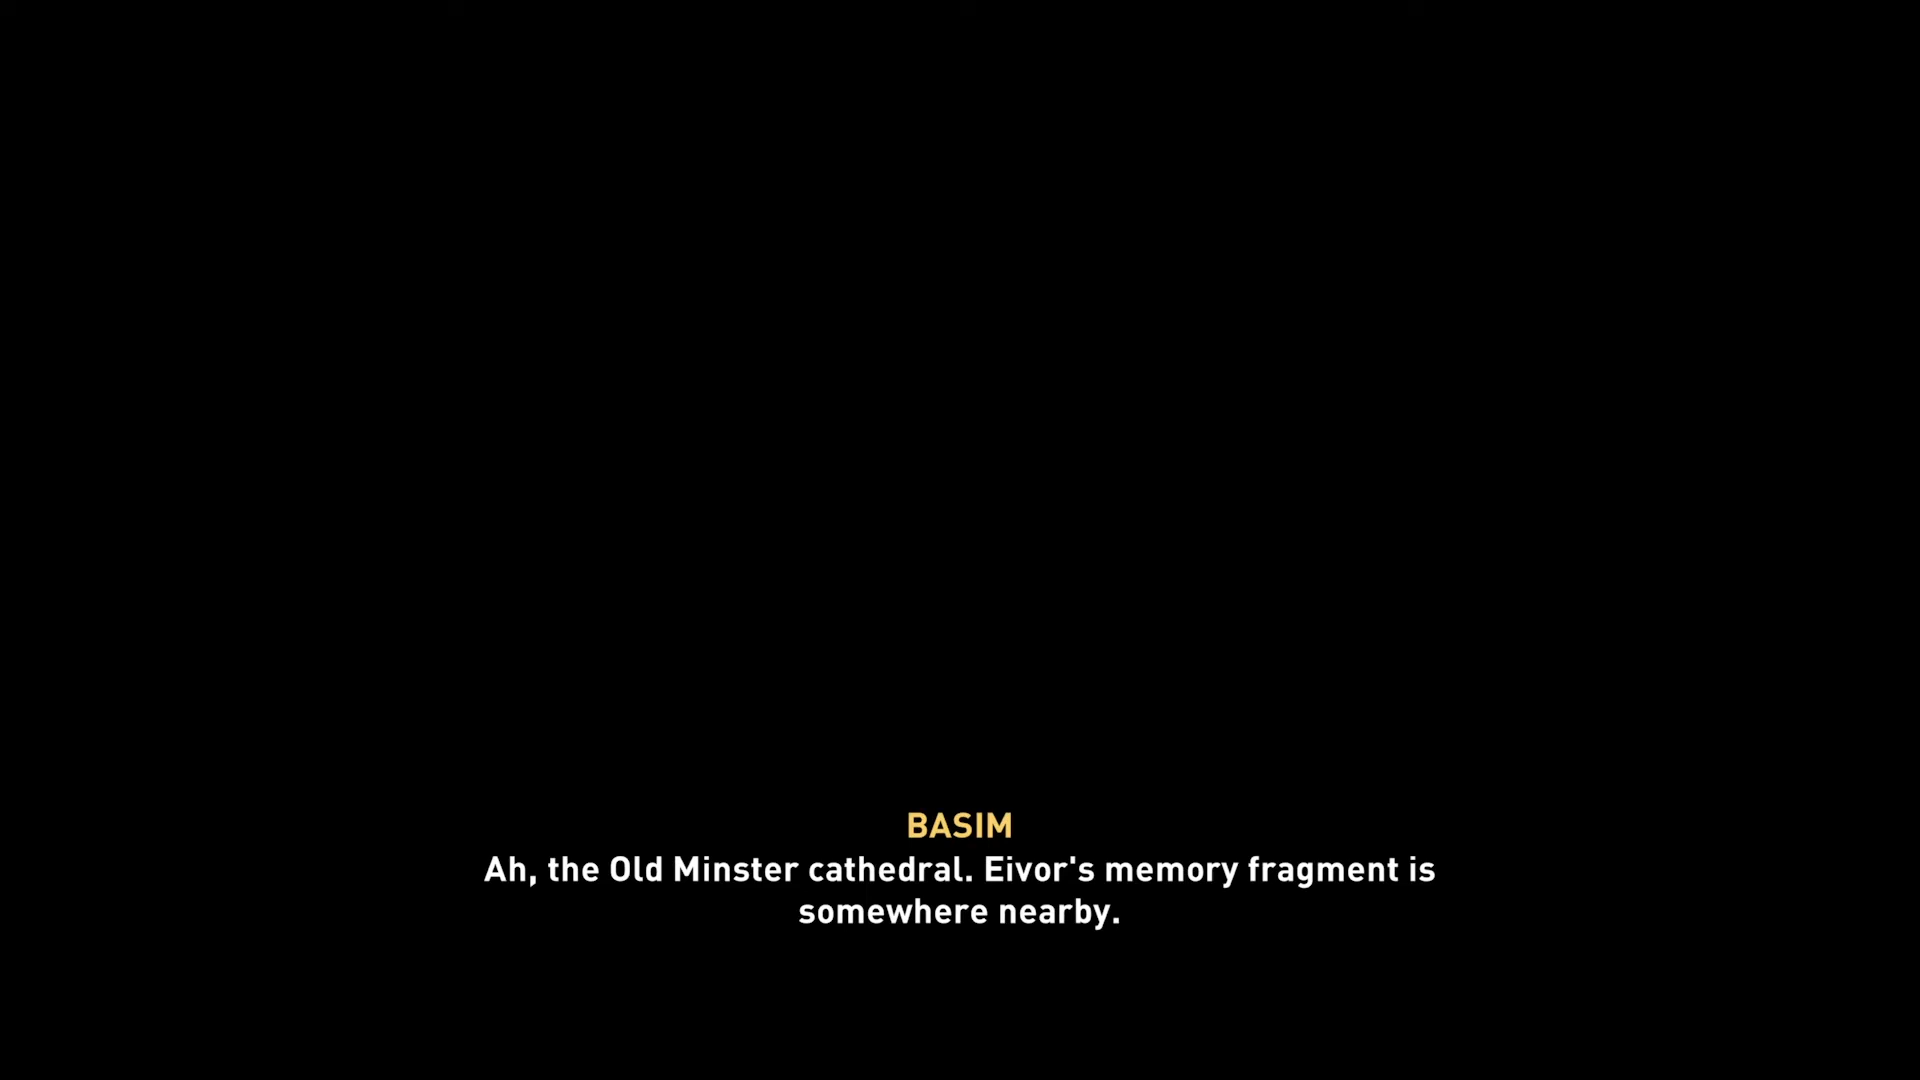 BASIM
Ah, the Old Minster cathedral. Eivor's memory fragment is
somewhere nearby.